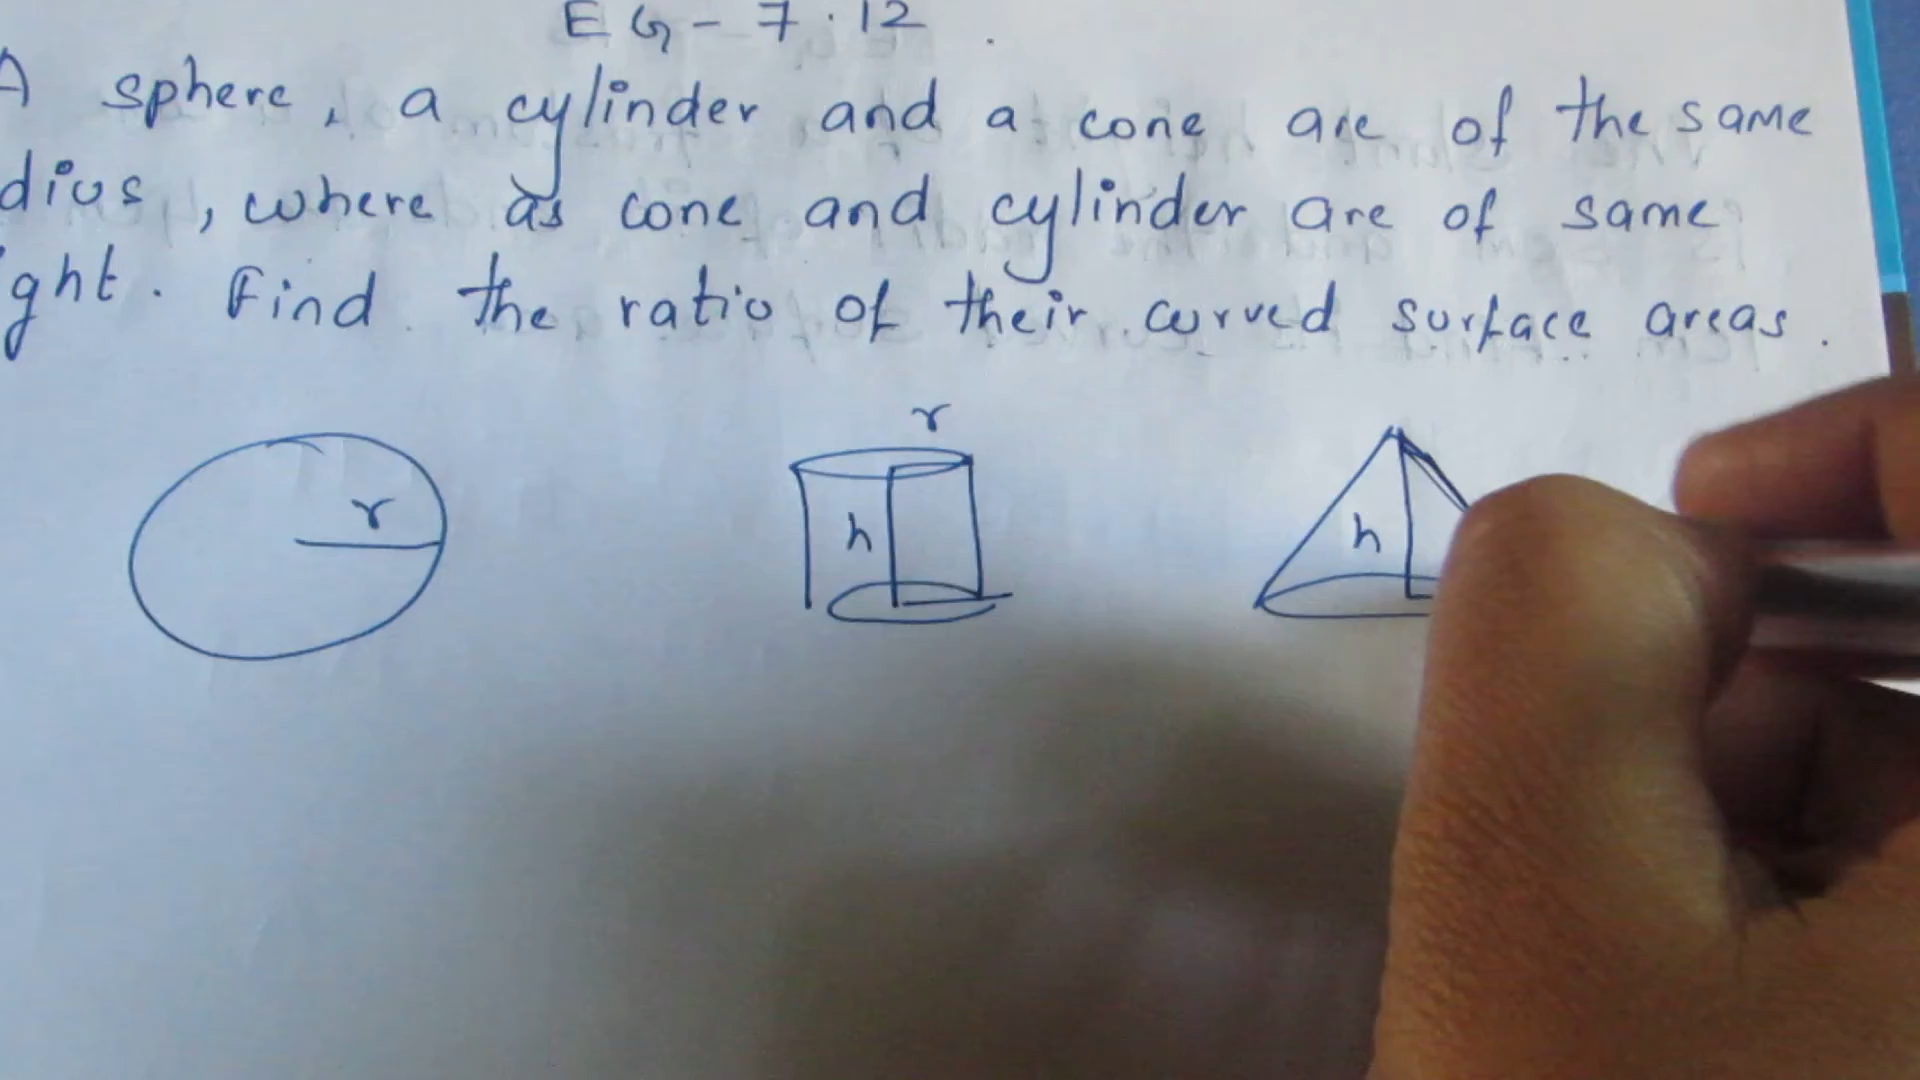 EG - 7.12.
A sphere, a cylinder and a cone are of the same
dius, where as cone and cylinder are of same
ight. Find the ratio of their curved surface areas.
r
r
h
h